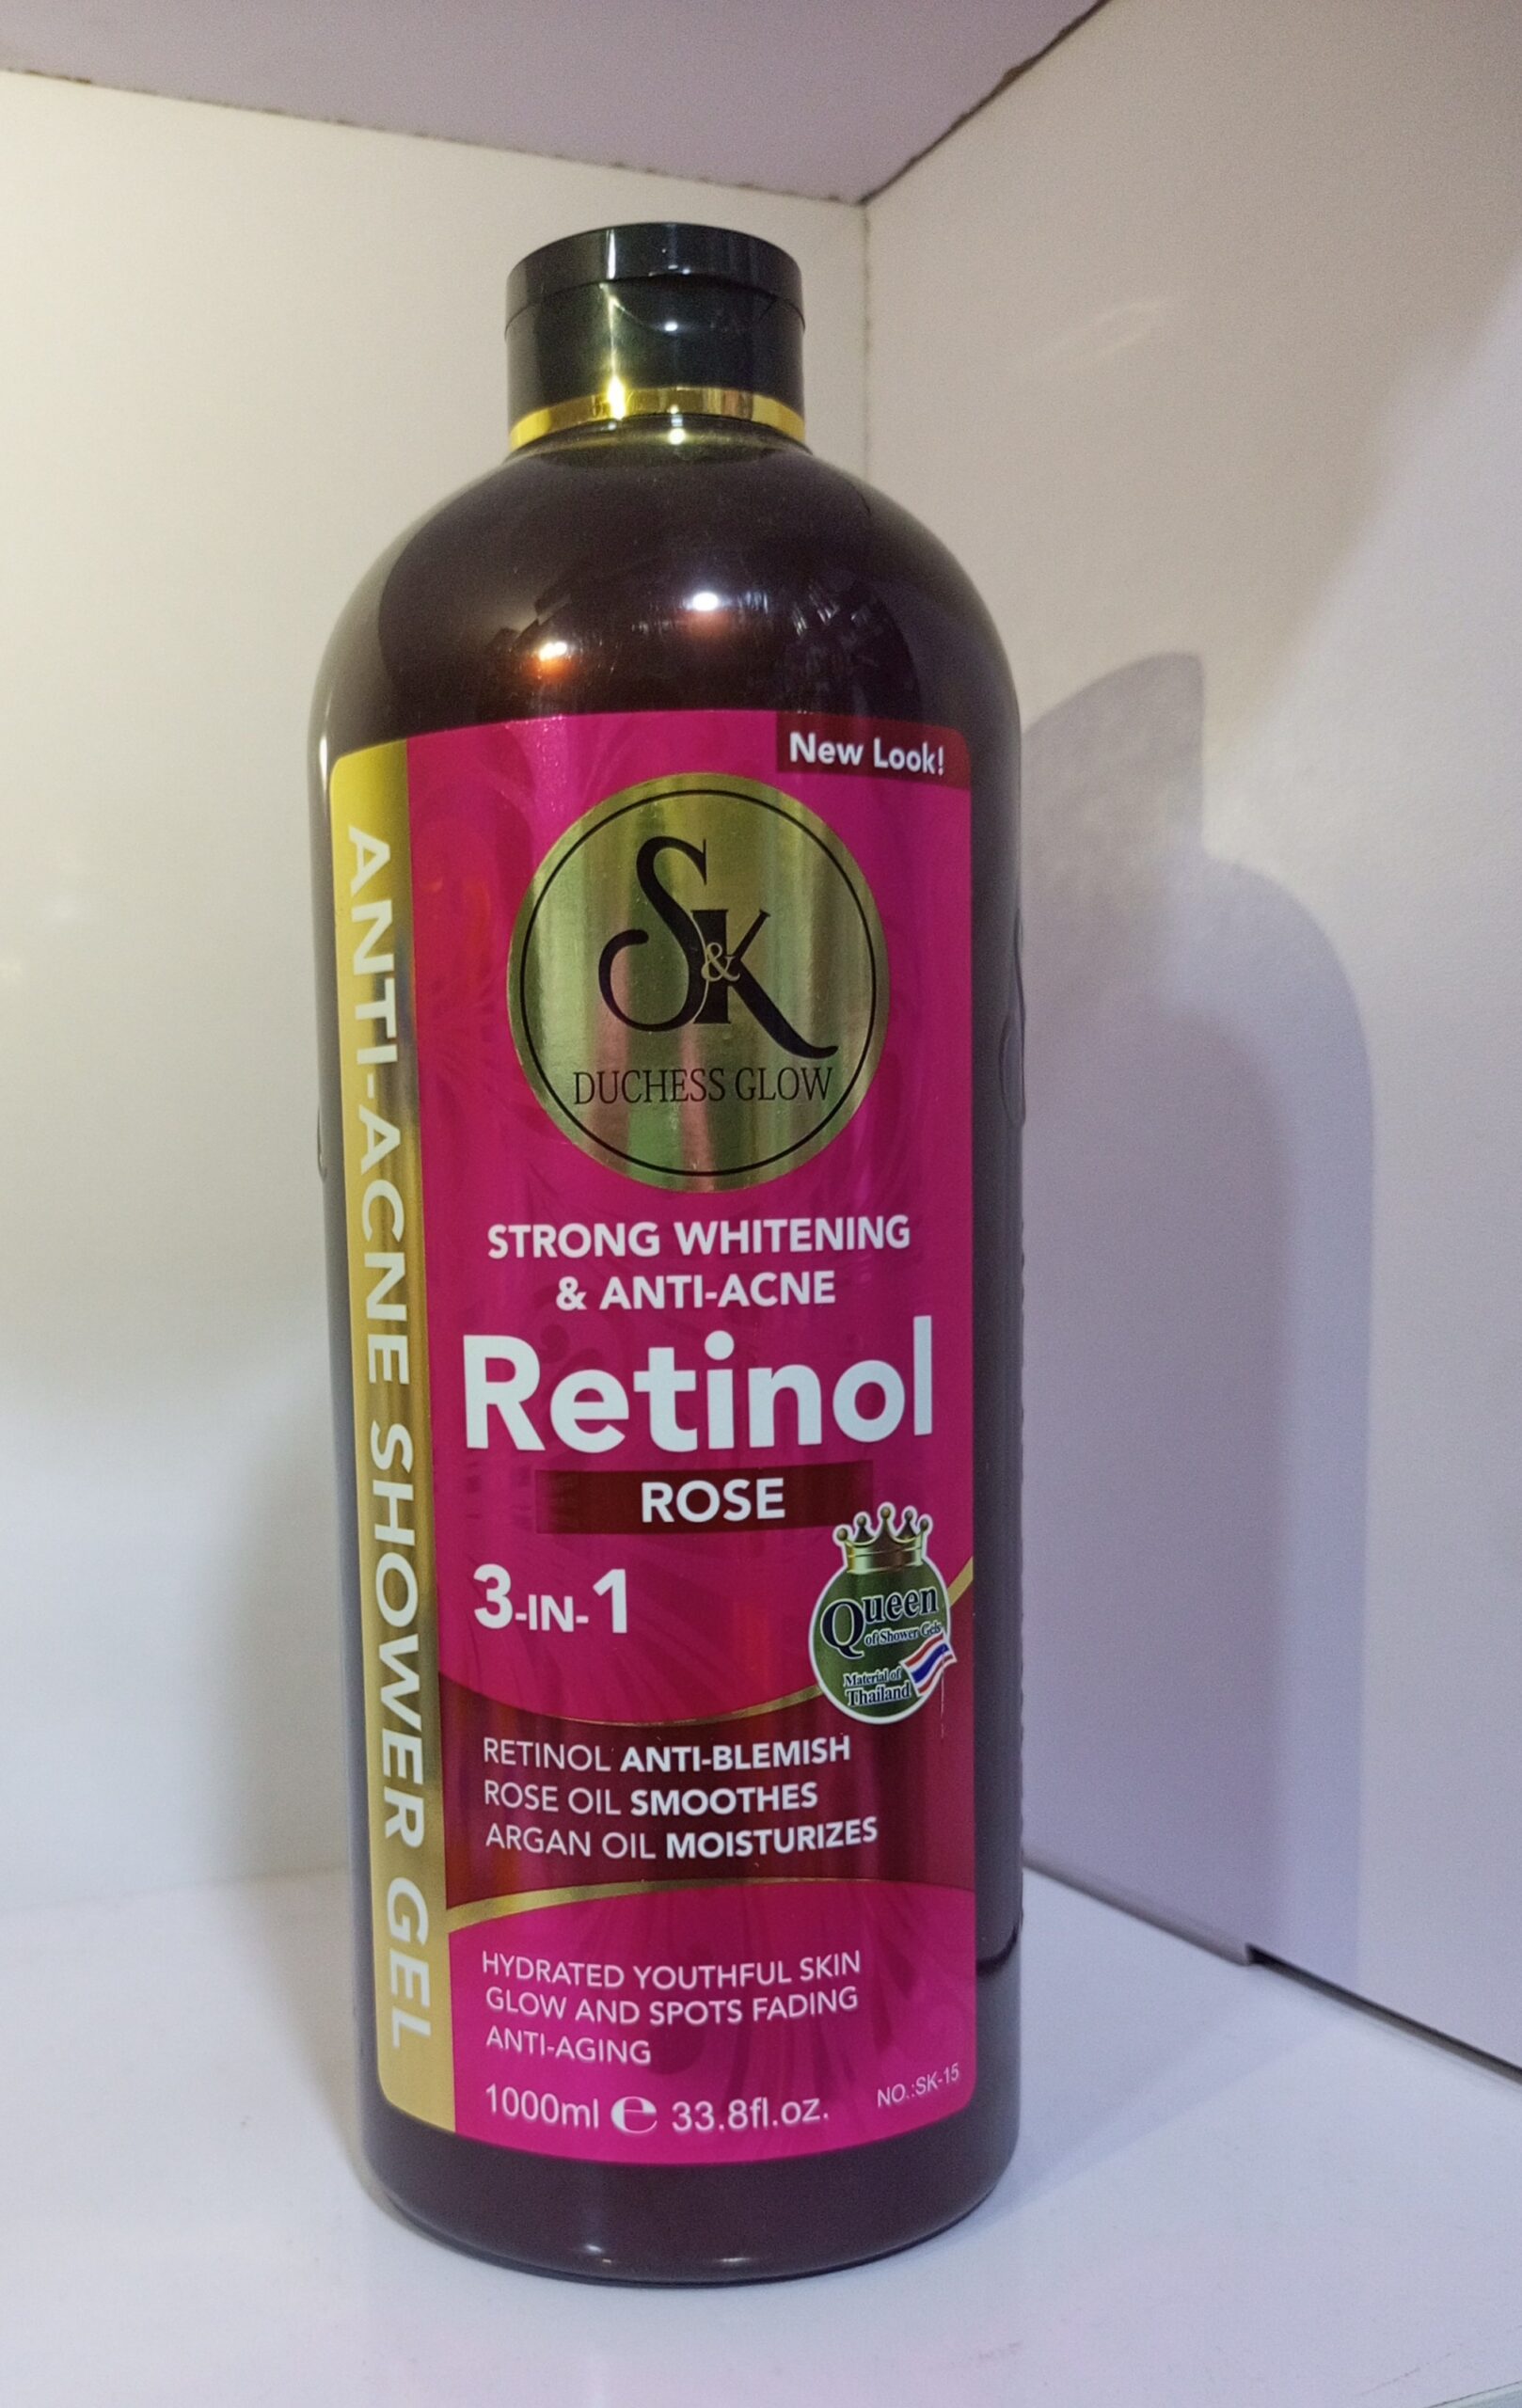 New Look!
S&K
DUCHESS GLOW
ANTI-ACNE SHOWER GEL
STRONG WHITENING
& ANTI-ACNE
Retinol
ROSE
3-IN-1
Queen
of Shower Gels
Material of
Thailand
RETINOL ANTI-BLEMISH
ROSE OIL SMOOTHES
ARGAN OIL MOISTURIZES
HYDRATED YOUTHFUL SKIN
GLOW AND SPOTS FADING
ANTI-AGING
1000ml ℮ 33.8fl.oz.
NO.:SK-15